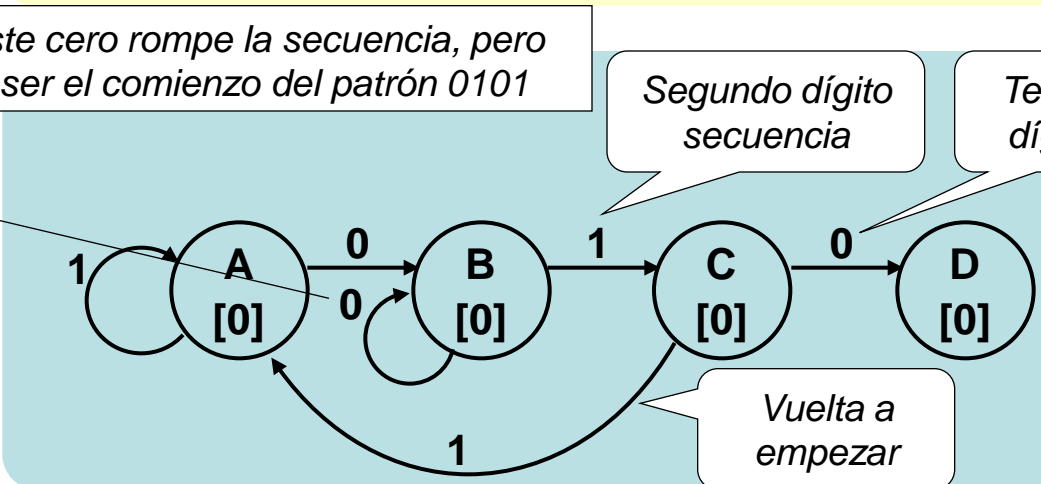 ste cero rompe la secuencia, pero
ser el comienzo del patrón 0101
Segundo dígito
secuencia
Te
dí
1
A
[0]
0
0
B
[0]
1
C
[0]
0
D
[0]
1
Vuelta a
empezar